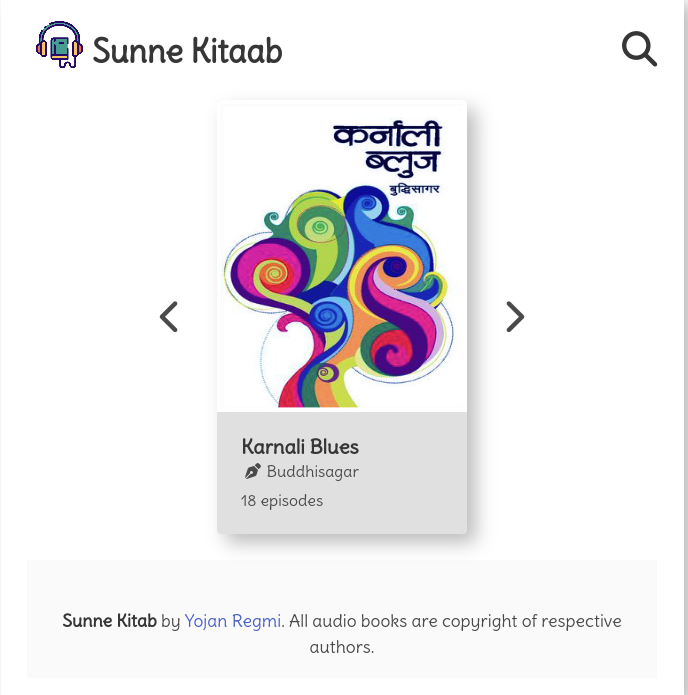 Sunne Kitaab
कर्नाली
ब्लुज
बुद्धिसागर
Karnali Blues
Buddhisagar
18 episodes
Sunne Kitab by Yojan Regmi. All audio books are copyright of respective
authors.